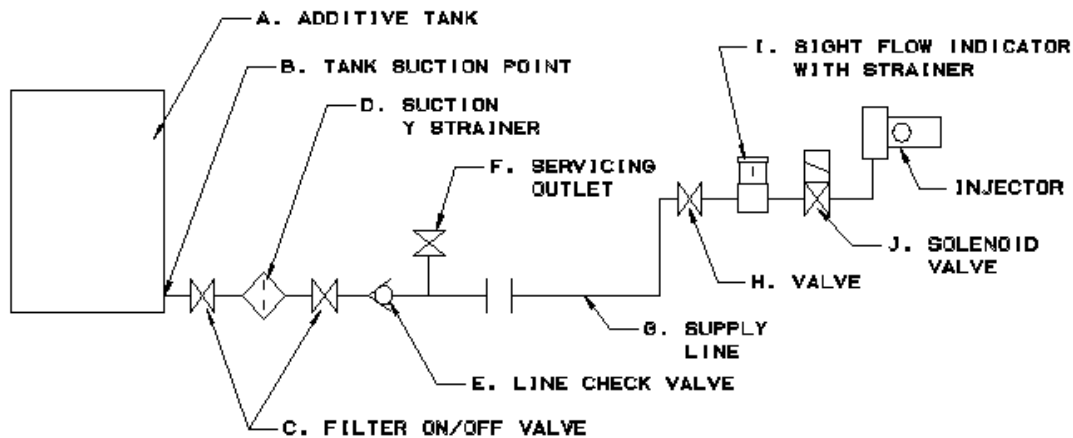 A. ADDITIVE TANK
B. TANK SUCTION POINT
D. SUCTION
Y STRAINER
F. SERVICING
OUTLET
I. SIGHT FLOW INDICATOR
WITH STRAINER
INJECTOR
J. SOLENOID
VALVE
H. VALVE
G. SUPPLY
LINE
E. LINE CHECK VALVE
C. FILTER ON/OFF VALVE